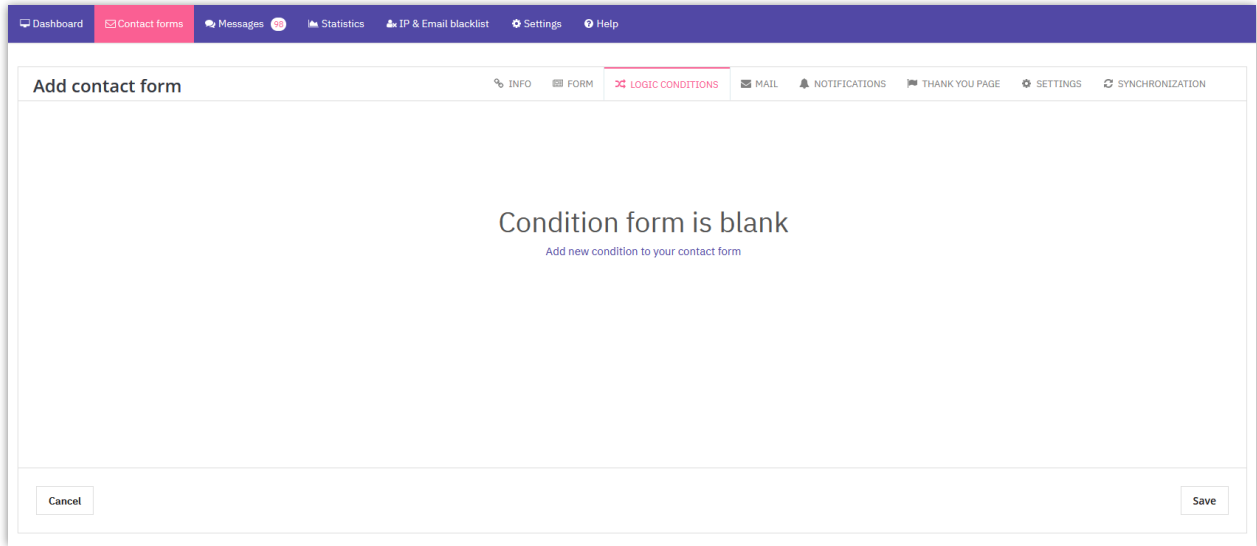 Dashboard Contact forms Messages 98 Statistics IP & Email blacklist Settings Help
Add contact form INFO FORM LOGIC CONDITIONS MAIL NOTIFICATIONS THANK YOU PAGE SETTINGS SYNCHRONIZATION
Condition form is blank
Add new condition to your contact form
Cancel Save